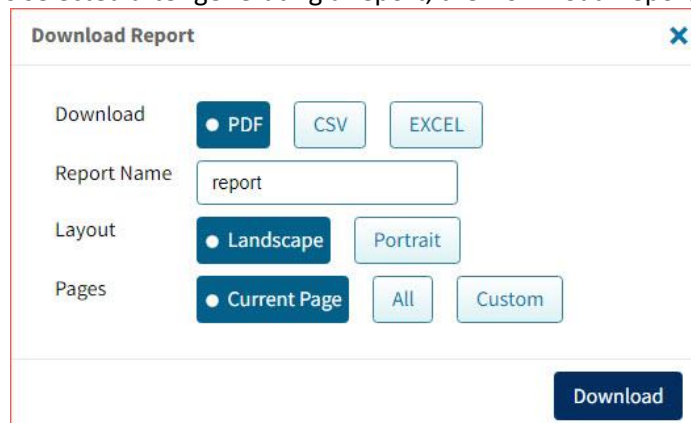 Download Report
Download PDF CSV EXCEL
Report Name report
Layout Landscape Portrait
Pages Current Page All Custom
Download